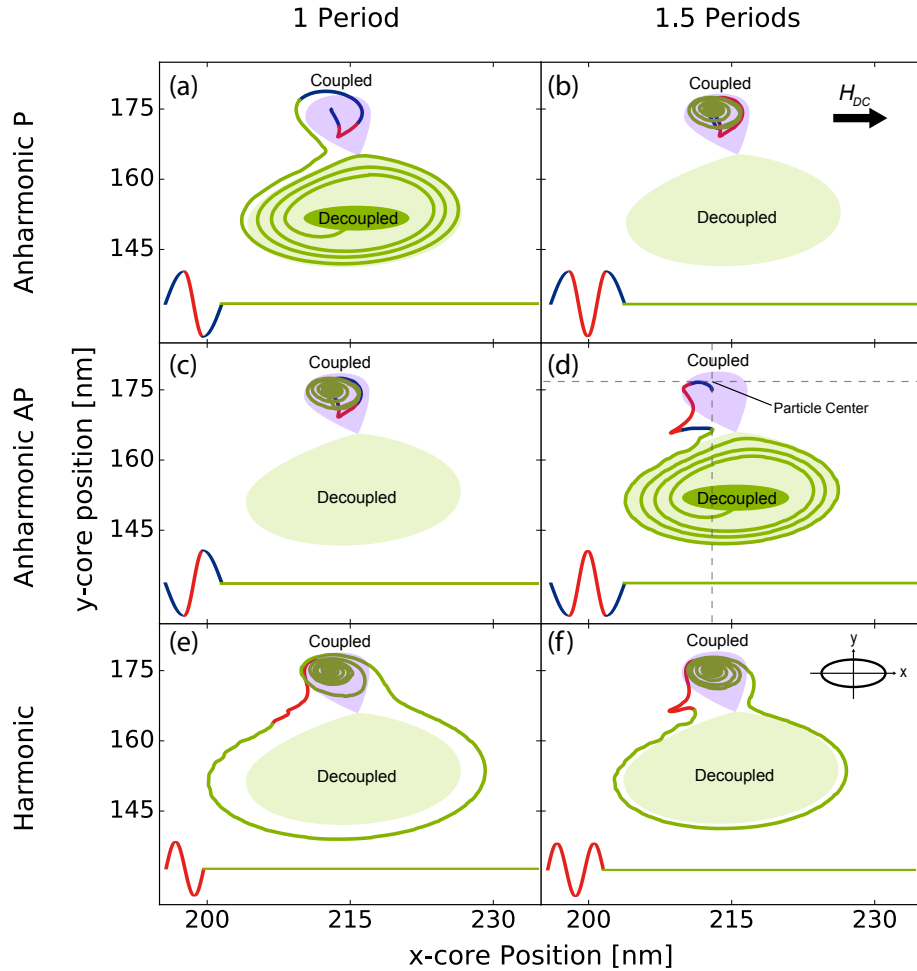 1 Period
1.5 Periods
Anharmonic P
Anharmonic AP
Harmonic
y-core position [nm]
x-core Position [nm]
(a)
Coupled
Decoupled
175
160
145
(b)
Coupled
H_DC
Decoupled
(c)
Coupled
Decoupled
175
160
145
(d)
Coupled
Particle Center
Decoupled
(e)
Coupled
Decoupled
175
160
145
(f)
Coupled
y
x
Decoupled
200
215
230
200
215
230